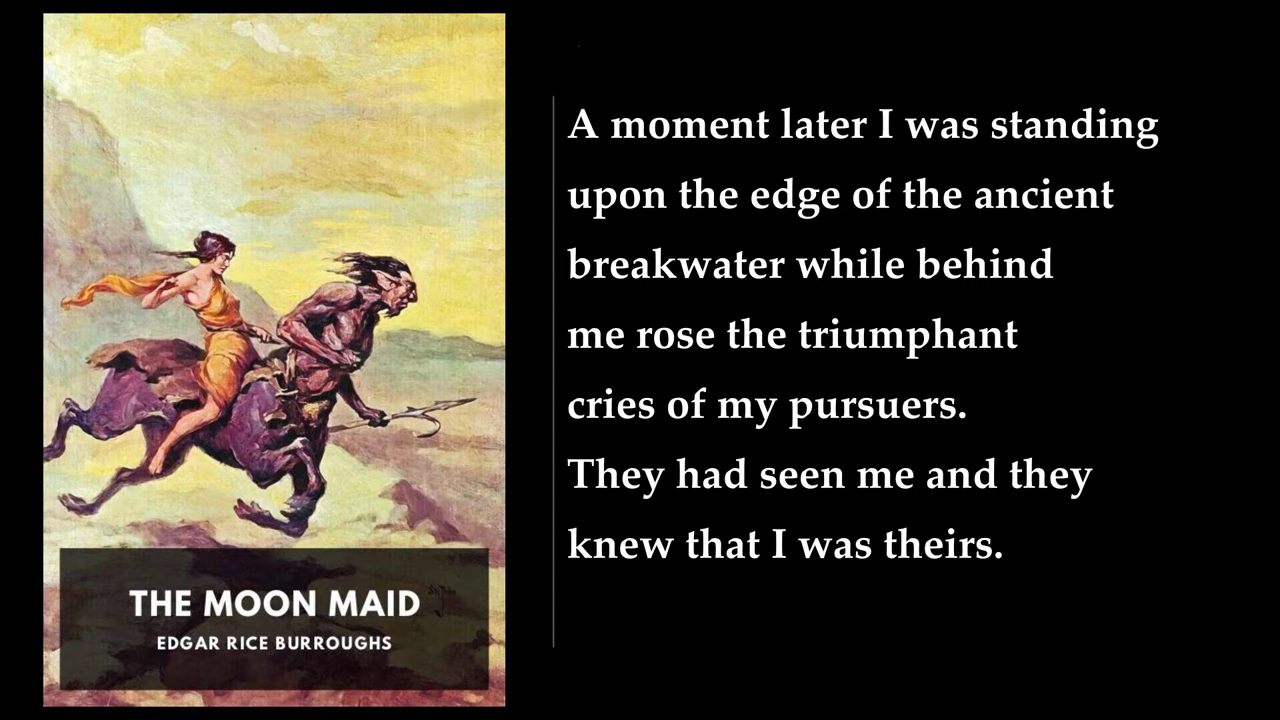 THE MOON MAID
EDGAR RICE BURROUGHS
A moment later I was standing
upon the edge of the ancient
breakwater while behind
me rose the triumphant
cries of my pursuers.
They had seen me and they
knew that I was theirs.